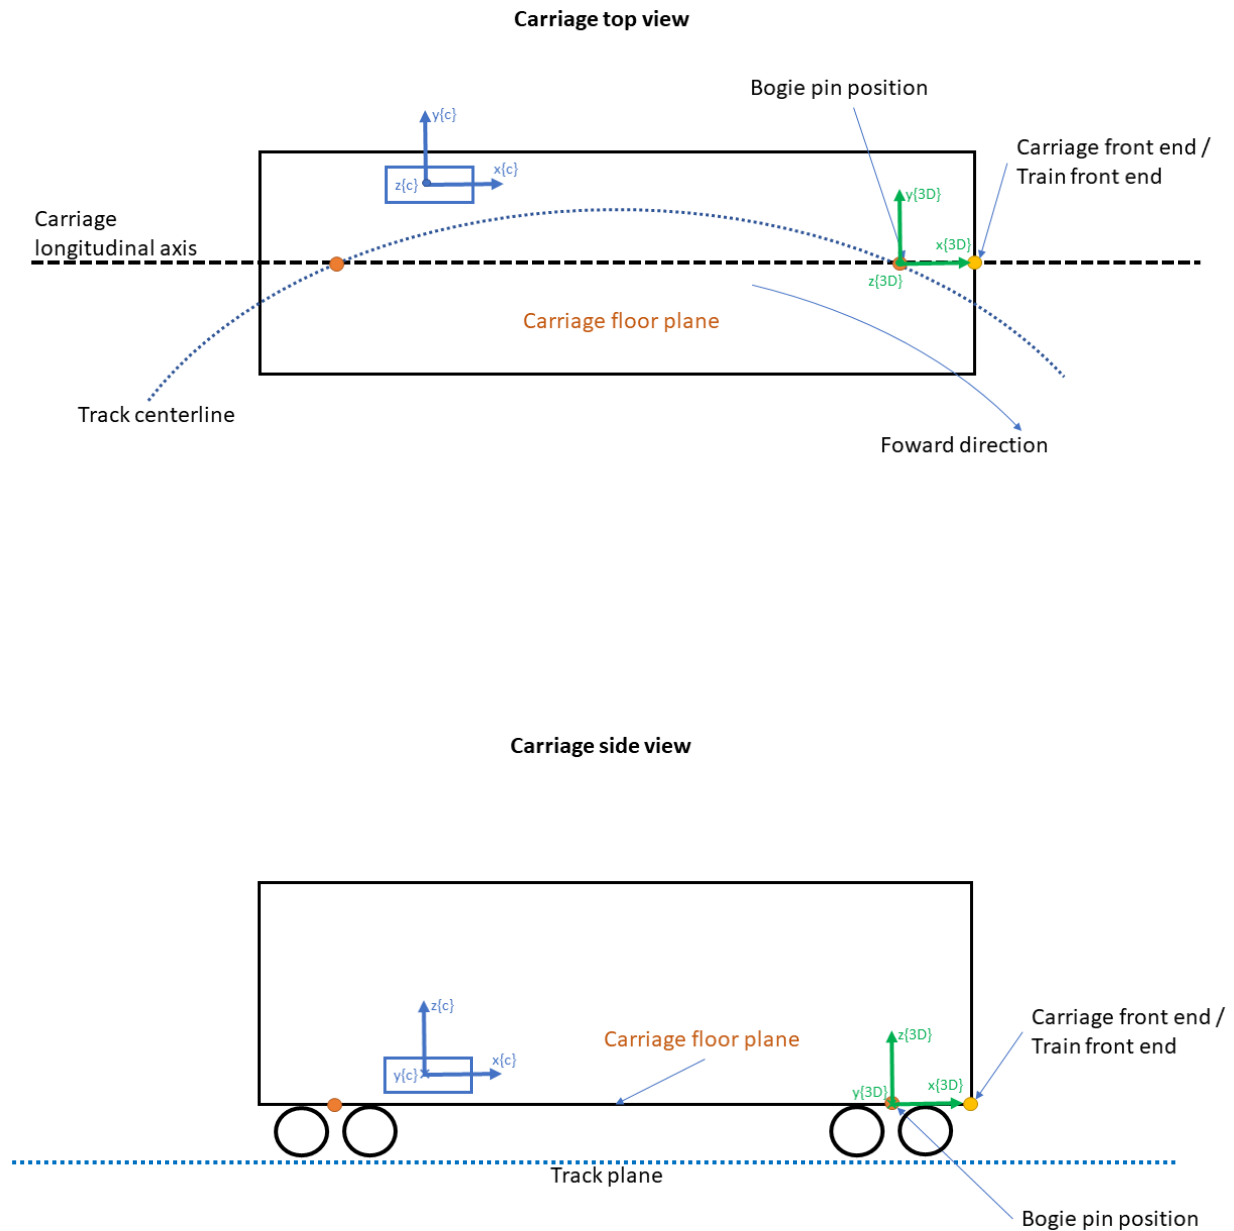 Carriage top view
Bogie pin position
y{c}
Carriage front end /
Train front end
x{c}
z{c}
y{3D}
Carriage
longitudinal axis
x{3D}
z{3D}
Carriage floor plane
Track centerline
Foward direction
Carriage side view
z{c}
Carriage front end /
Train front end
Carriage floor plane
z{3D}
x{c}
y{c}
x{3D}
y{3D}
Track plane
Bogie pin position